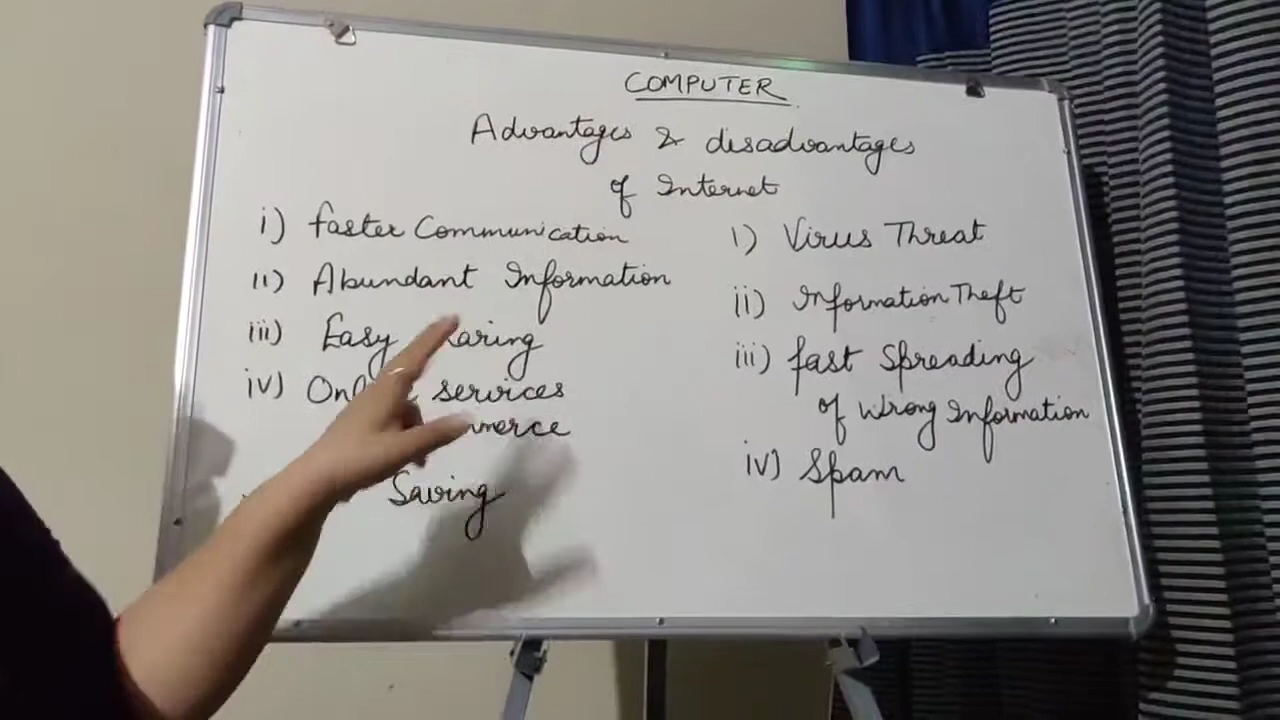 COMPUTER
Advantages & disadvantages
of Internet
i) faster Communication
ii) Abundant Information
iii) Easy
iv) services
Saving
i) Virus Threat
ii) Information Theft
iii) fast Spreading
of Wrong Information
iv) Spam